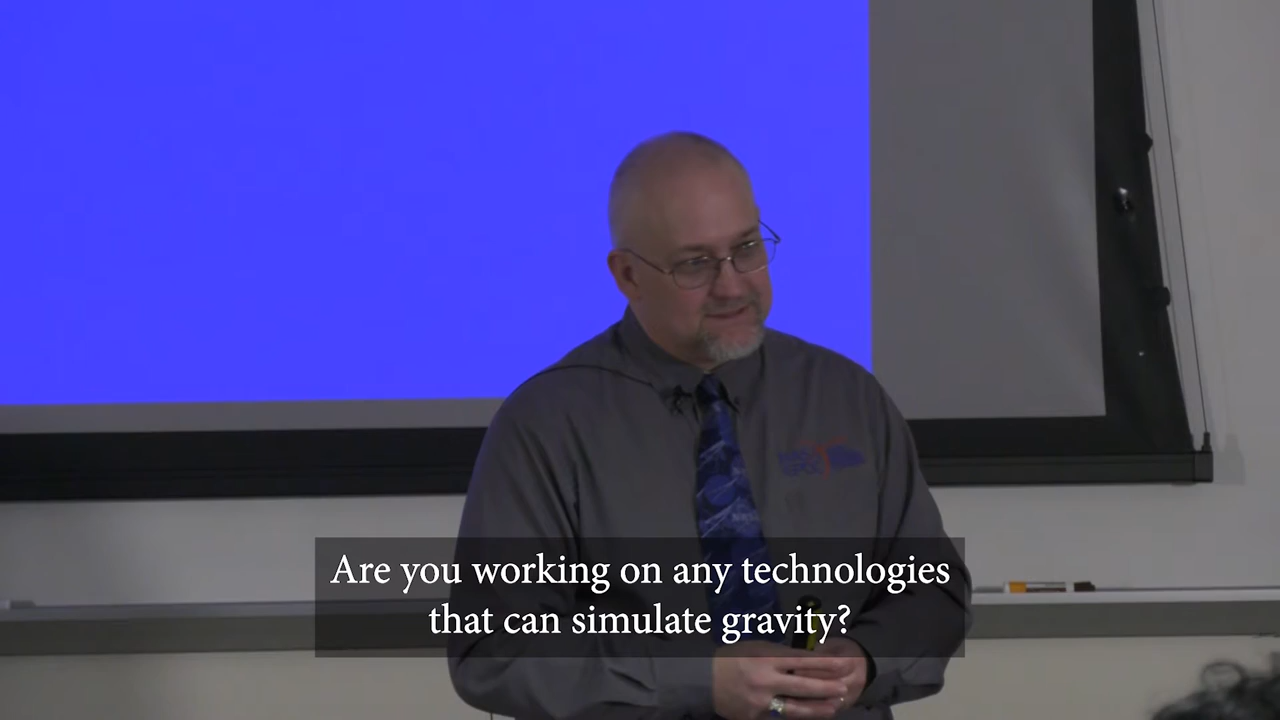 Are you working on any technologies
that can simulate gravity?